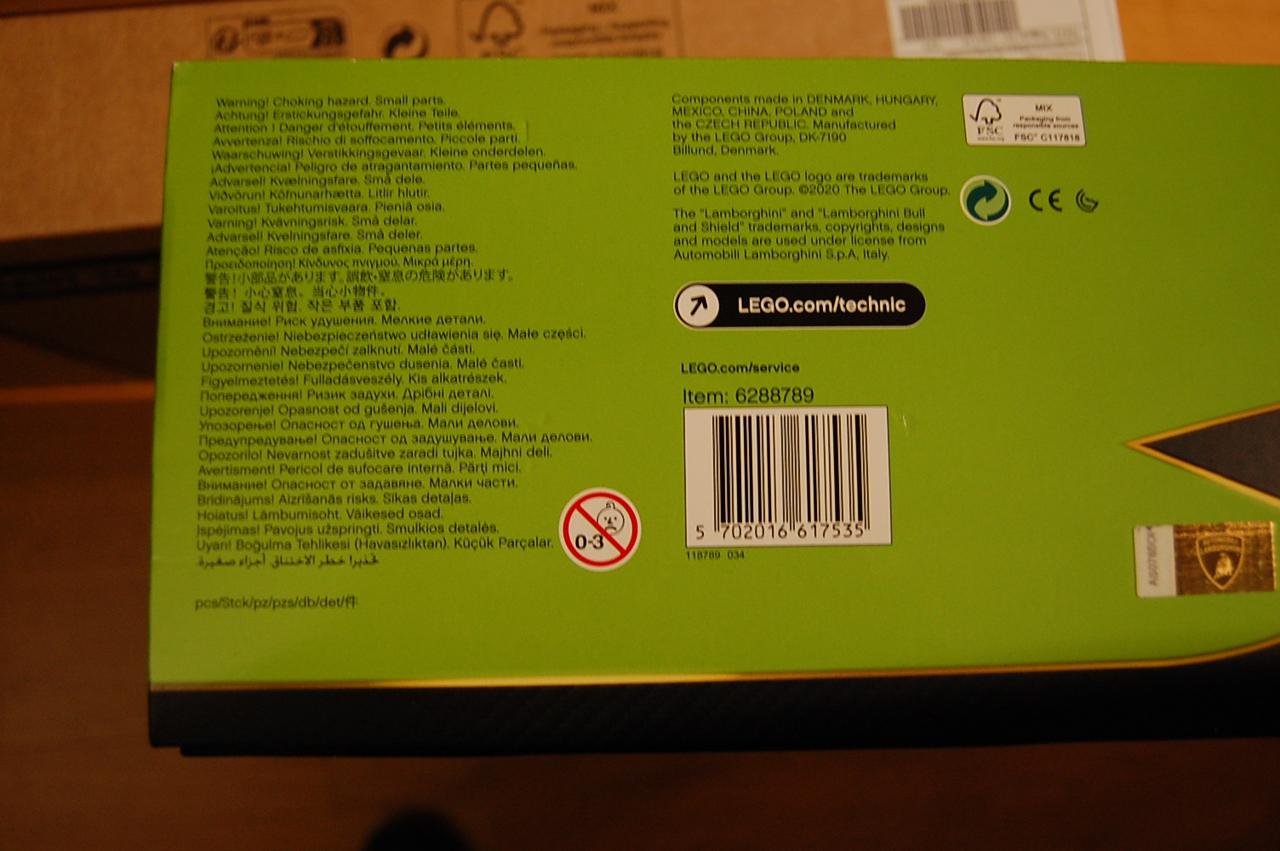 MIX
Warning! Choking hazard. Small parts.
Achtung! Erstickungsgefahr. Kleine Teile.
Attention ! Danger d'étouffement. Petits éléments.
Avvertenza! Rischio di soffocamento. Piccole parti.
Waarschuwing! Verstikkingsgevaar. Kleine onderdelen.
¡Advertencia! Peligro de atragantamiento. Partes pequeñas.
Advarsel! Kvælningsfare. Små dele.
Viðvörun! Köfnunarhætta. Litlir hlutir.
Varoitus! Tukehtumisvaara. Pieniä osia.
Varning! Kvävningsrisk. Små delar.
Advarsel! Kvelningsfare. Små deler.
Atenção! Risco de asfixia. Pequenas partes.
Προειδοποίηση! Κίνδυνος πνιγμού. Μικρά μέρη.
警告!小部品があります。誤飲・窒息の危険があります。
警告! 小心窒息。当心小物件。
경고! 질식 위험. 작은 부품 포함.
Внимание! Риск удушения. Мелкие детали.
Ostrzeżenie! Niebezpieczeństwo udławienia się. Małe części.
Upozornění! Nebezpečí zalknutí. Malé části.
Upozornenie! Nebezpečenstvo dusenia. Malé časti.
Figyelmeztetés! Fulladásveszély. Kis alkatrészek.
Попередження! Ризик задухи. Дрібні деталі.
Upozorenje! Opasnost od gušenja. Mali dijelovi.
Упозорење! Опасност од гушења. Мали делови.
Предупредување! Опасност од задушување. Мали делови.
Opozorilo! Nevarnost zadušitve zaradi tujka. Majhni deli.
Avertisment! Pericol de sufocare internă. Părţi mici.
Внимание! Опасност от задавяне. Малки части.
Brīdinājums! Aizrīšanās risks. Sīkas detaļas.
Hoiatus! Lämbumisoht. Väikesed osad.
Įspėjimas! Pavojus užspringti. Smulkios detalės.
Uyarı! Boğulma Tehlikesi (Havasızlıktan). Küçük Parçalar.
تحذير! خطر الاختناق. أجزاء صغيرة.
0-3
pcs/Stck/pz/pzs/db/det/件
Components made in DENMARK, HUNGARY,
MEXICO, CHINA, POLAND and
the CZECH REPUBLIC. Manufactured
by the LEGO Group, DK-7190
Billund, Denmark.
LEGO and the LEGO logo are trademarks
of the LEGO Group. ©2020 The LEGO Group.
The "Lamborghini" and "Lamborghini Bull
and Shield" trademarks, copyrights, designs
and models are used under license from
Automobili Lamborghini S.p.A, Italy.
LEGO.com/technic
LEGO.com/service
Item: 6288789
5 702016 617535
118789 034
FSC
MIX
Packaging from
responsible sources
FSC® C117818
CE